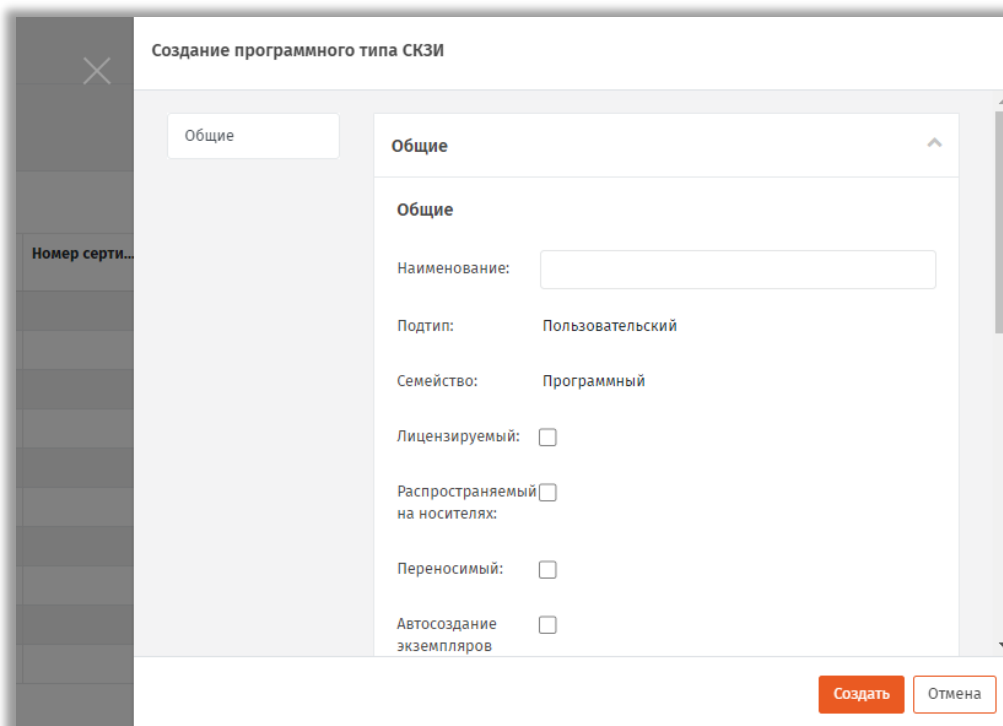 Создание программного типа СКЗИ
Общие
Общие
Общие
Номер серти...
Наименование:
Подтип: Пользовательский
Семейство: Программный
Лицензируемый:
Распространяемый
на носителях:
Переносимый:
Автосоздание
экземпляров
Создать Отмена